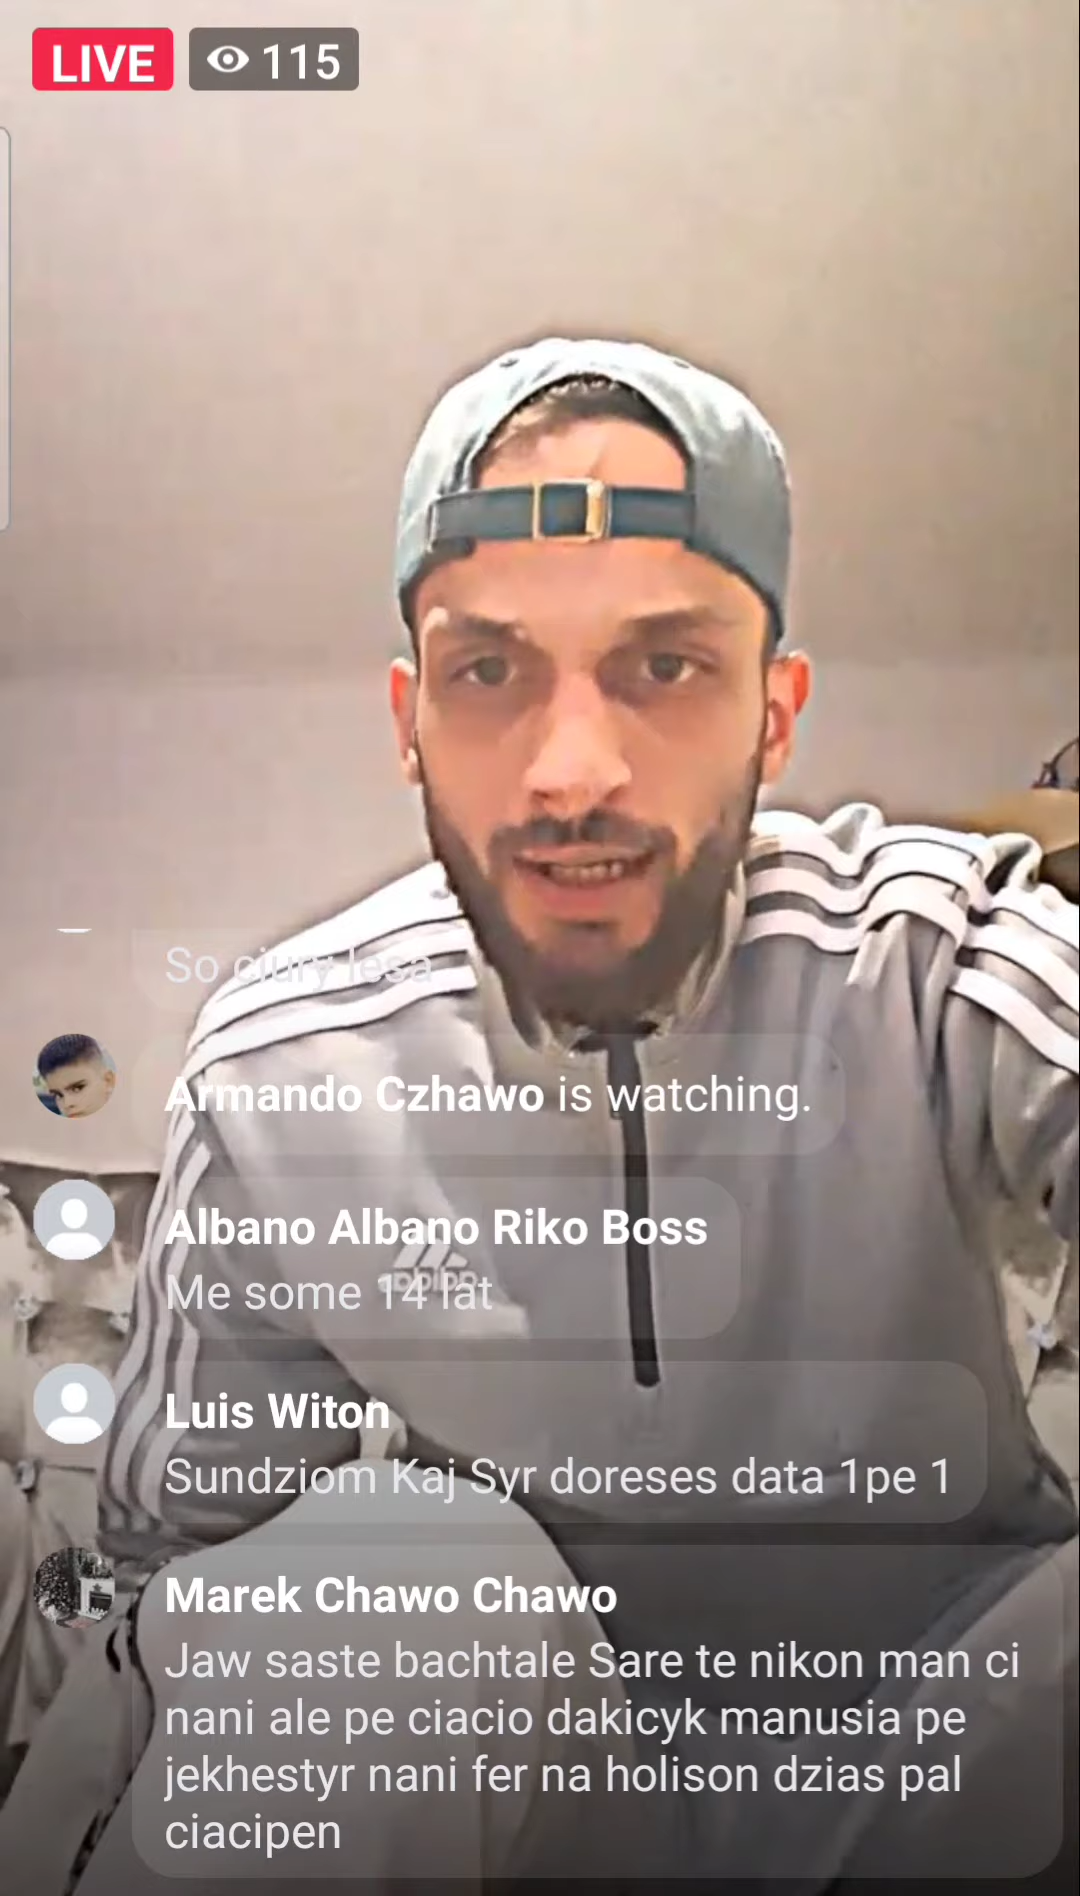 LIVE
115
So ciury lesa
Armando Czhawo is watching.
Albano Albano Riko Boss
Me some 14 lat
Luis Witon
Sundziom Kaj Syr doreses data 1pe 1
Marek Chawo Chawo
Jaw saste bachtale Sare te nikon man ci
nani ale pe ciacio dakicyk manusia pe
jekhestyr nani fer na holison dzias pal
ciacipen